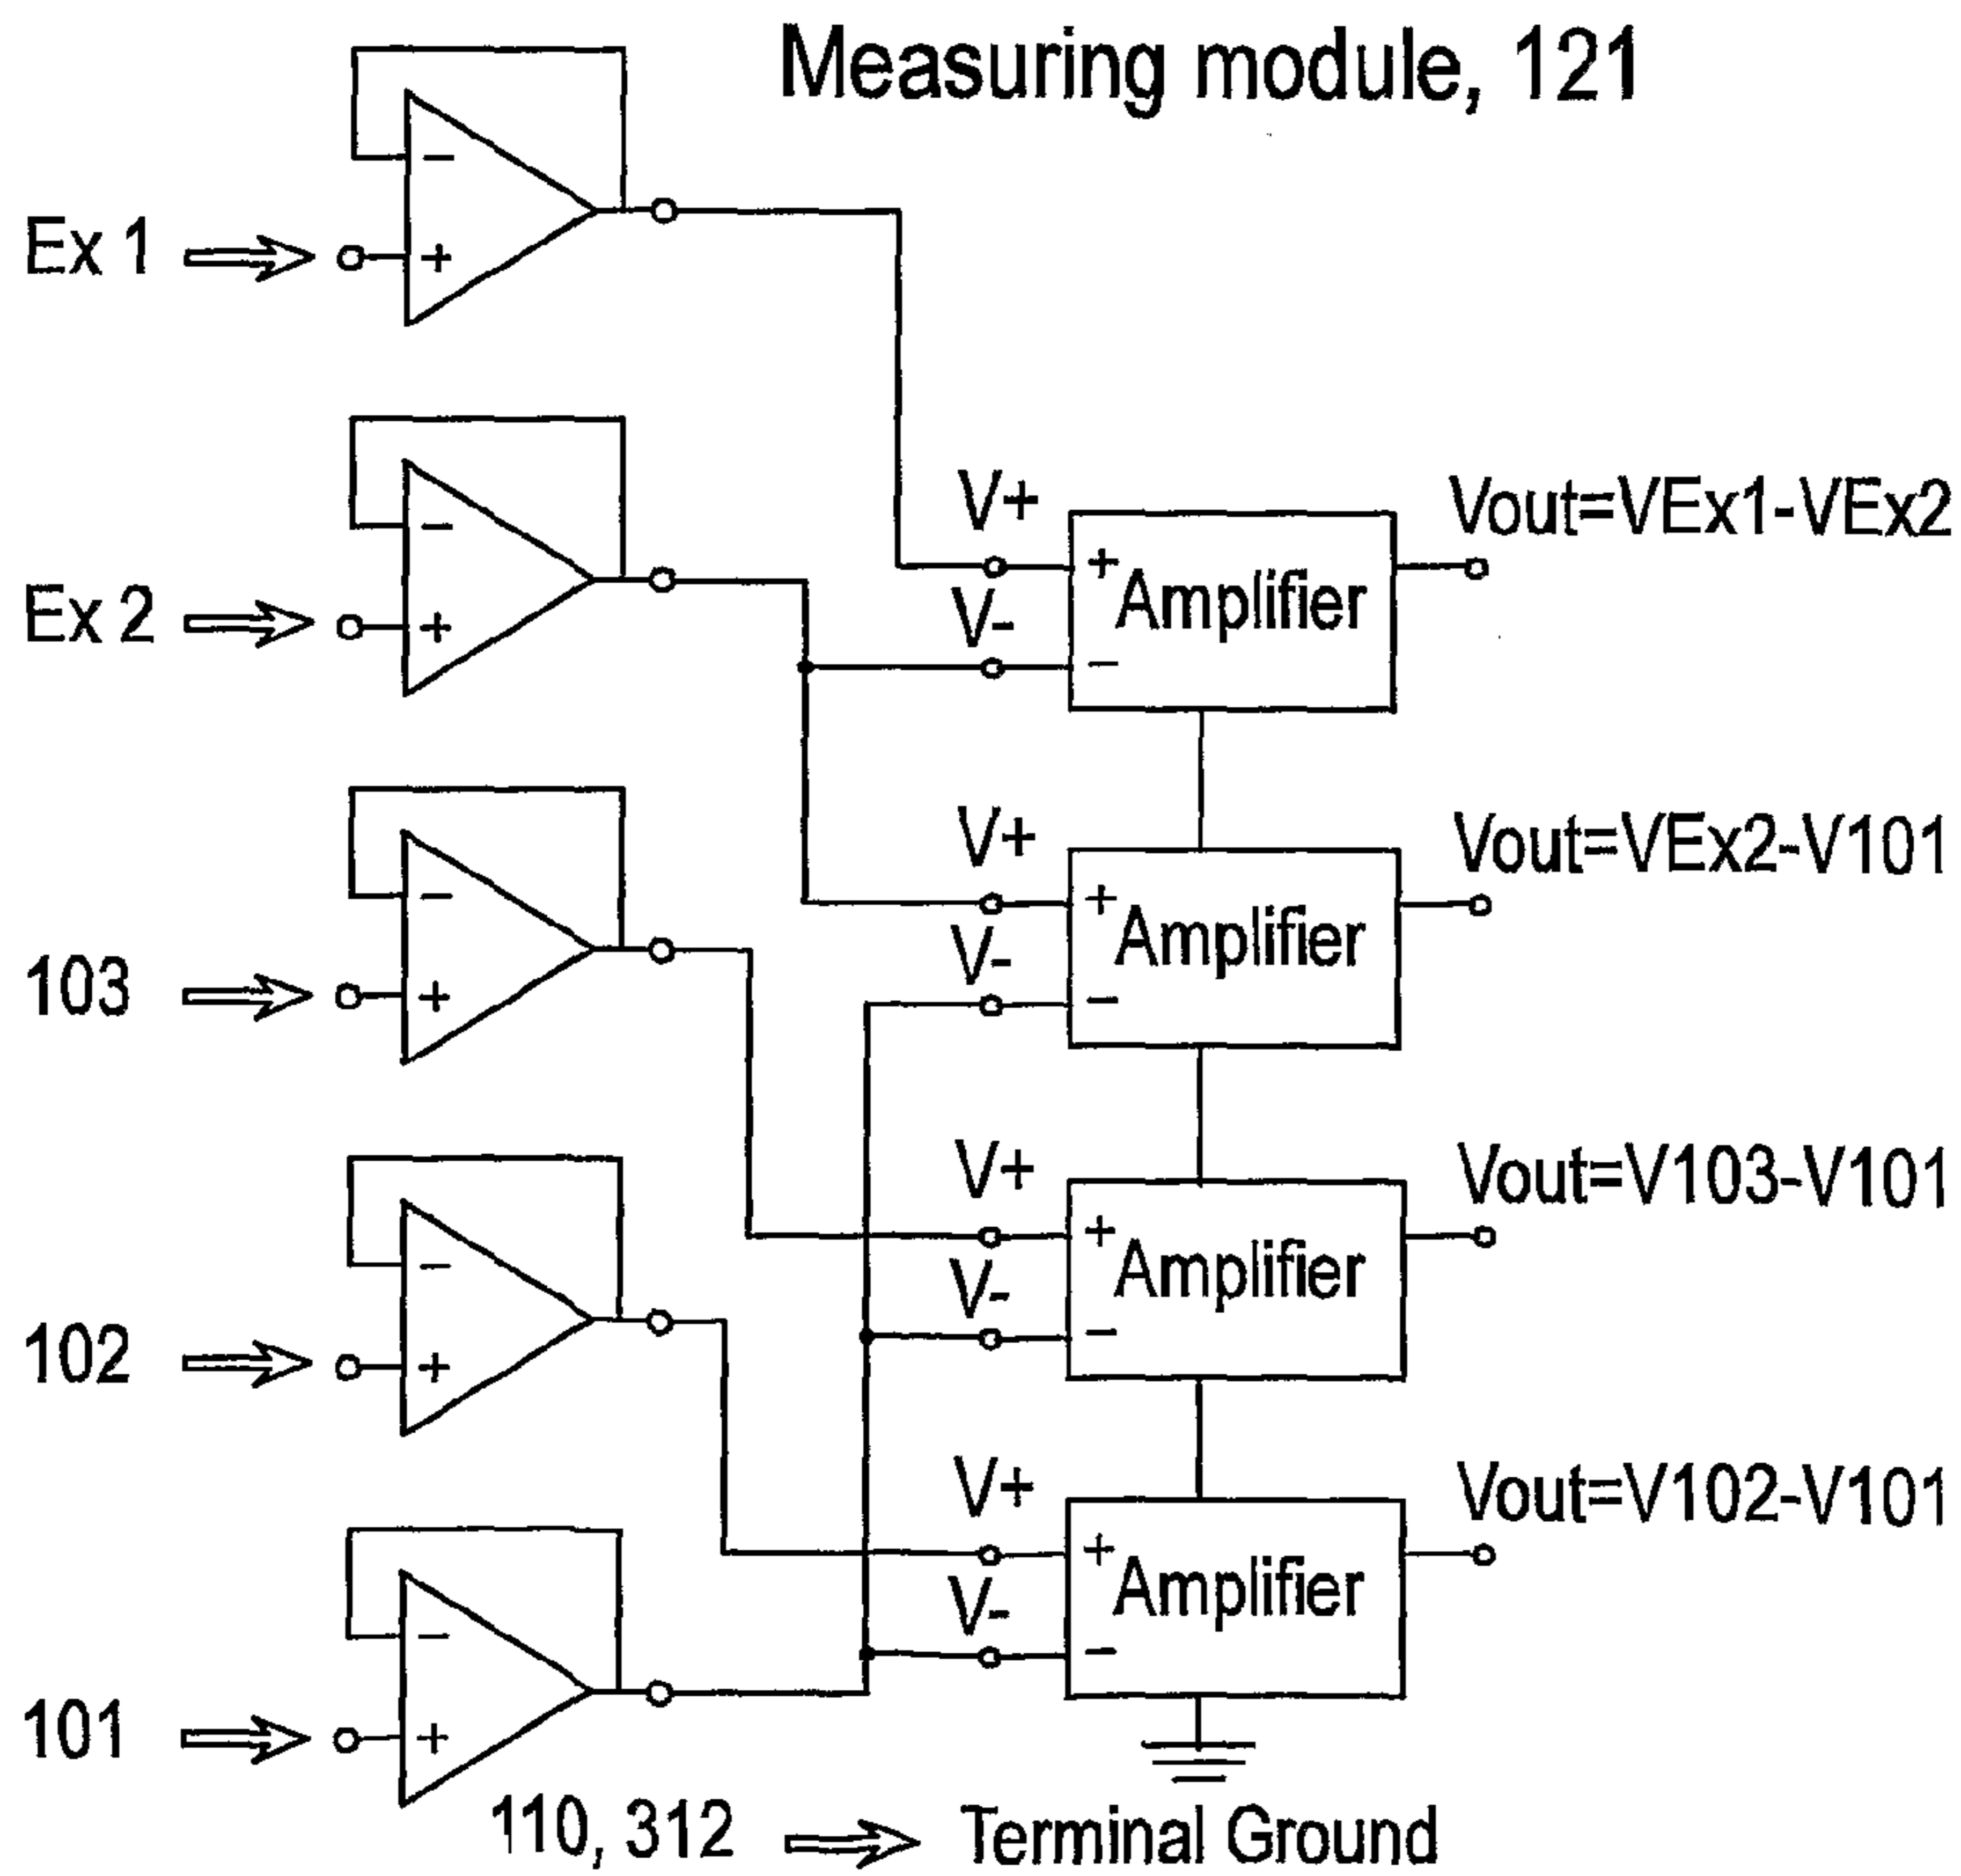 Measuring module, 121
Ex 1
−
+
Ex 2
−
+
V+
V-
+
Amplifier
−
Vout=VEx1-VEx2
103
−
+
V+
V-
+
Amplifier
−
Vout=VEx2-V101
102
−
+
V+
V-
+
Amplifier
−
Vout=V103-V101
101
−
+
V+
V-
+
Amplifier
−
Vout=V102-V101
110, 312
Terminal Ground